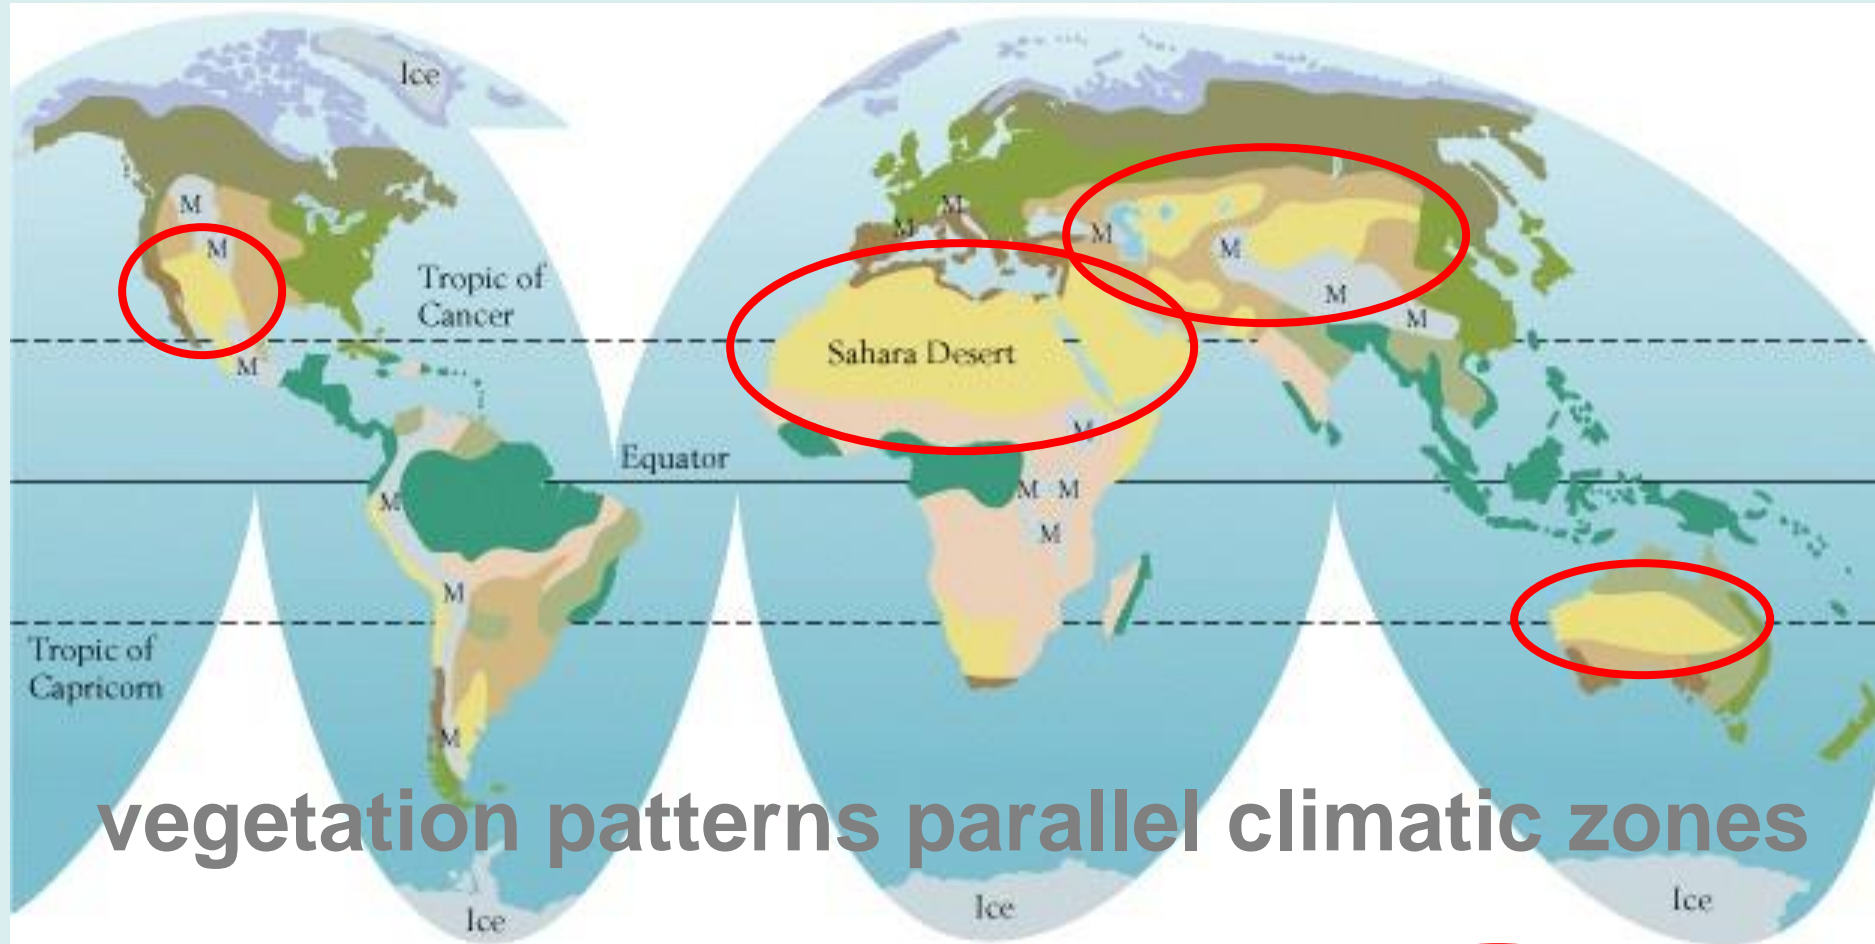 Ice
M
M
M
M
M
M
M
M
Tropic of
Cancer
M
M
Sahara Desert
M
Equator
M
M M
M
M
Tropic of
Capricorn
M
vegetation patterns parallel climatic zones
Ice
Ice
Ice